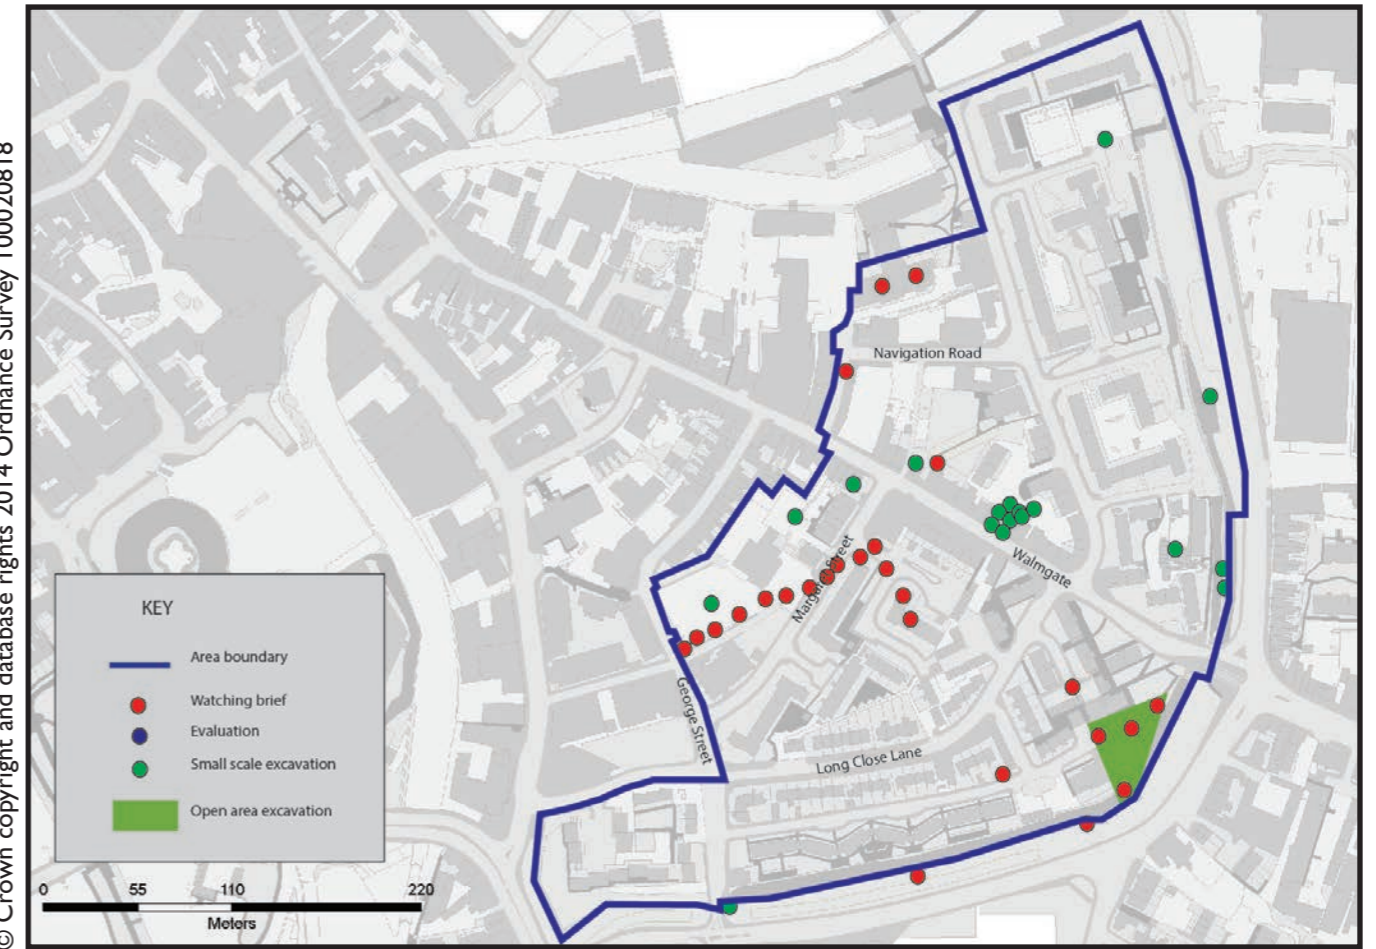 © Crown copyright and database rights 2014 Ordnance Survey 100020818
Navigation Road
Walmgate
Margaret Street
George Street
Long Close Lane
KEY
Area boundary
Watching brief
Evaluation
Small scale excavation
Open area excavation
0 55 110 220
Meters